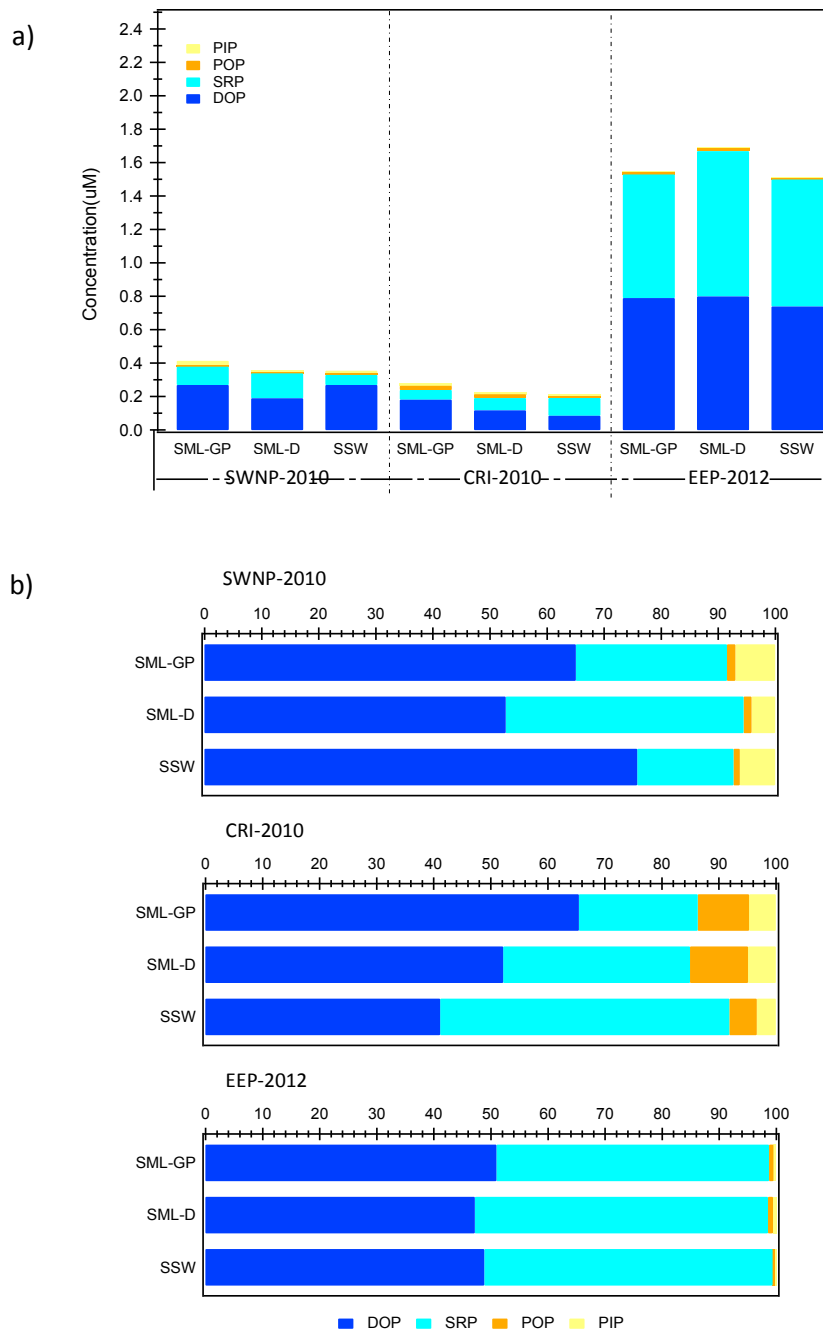 a)
2.4
2.2
2.0
1.8
1.6
1.4
1.2
1.0
0.8
0.6
0.4
0.2
0.0
Concentration(uM)
PIP
POP
SRP
DOP
SML-GP SML-D SSW SML-GP SML-D SSW SML-GP SML-D SSW
SWNP-2010 CRI-2010 EEP-2012
b)
SWNP-2010
0 10 20 30 40 50 60 70 80 90 100
SML-GP
SML-D
SSW
CRI-2010
0 10 20 30 40 50 60 70 80 90 100
SML-GP
SML-D
SSW
EEP-2012
0 10 20 30 40 50 60 70 80 90 100
SML-GP
SML-D
SSW
DOP SRP POP PIP